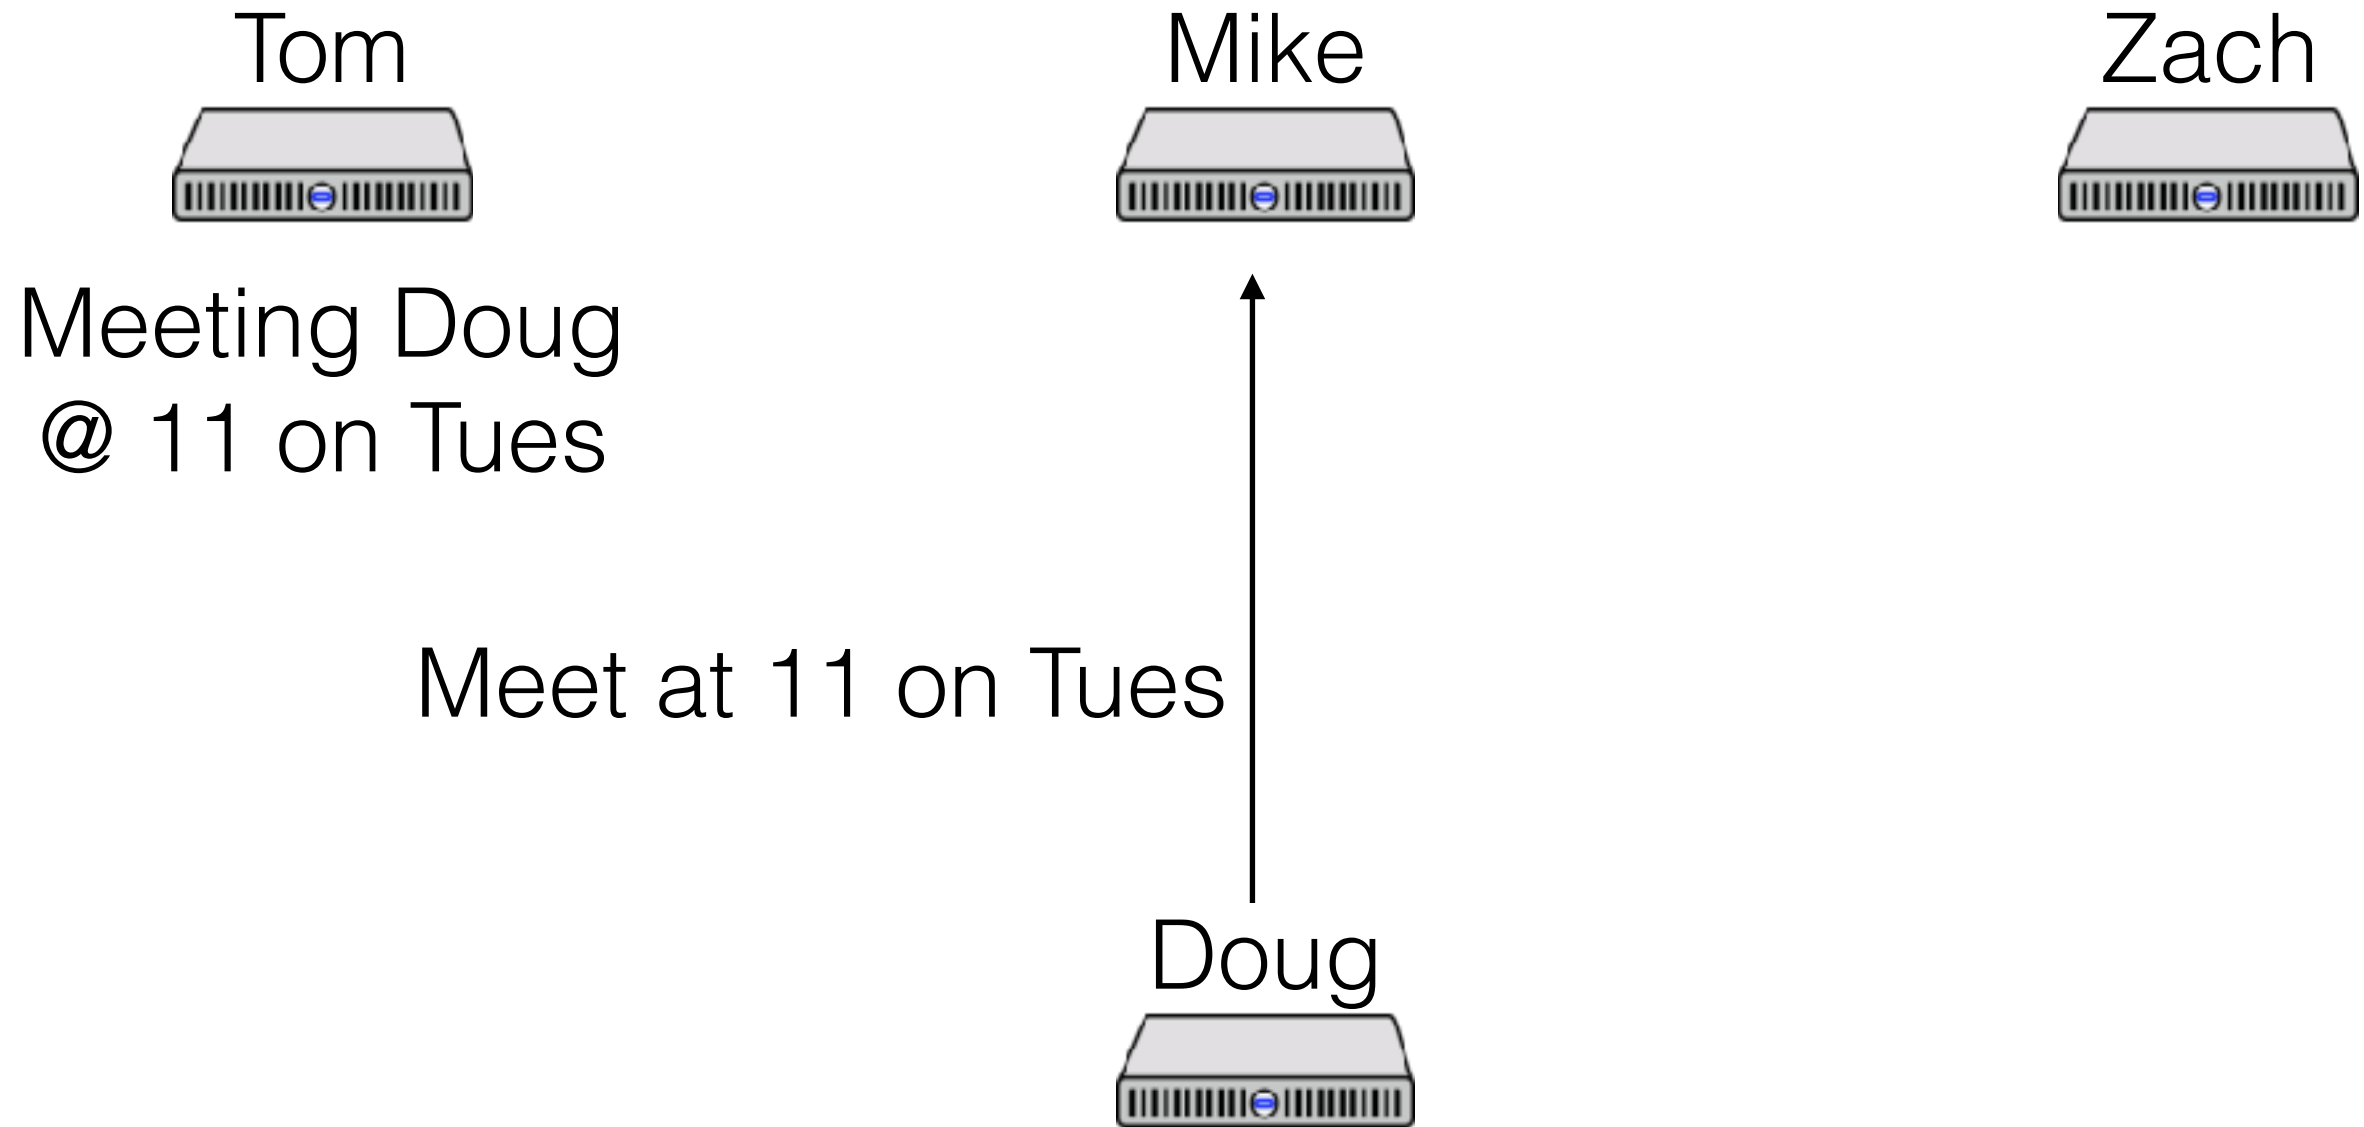 Tom
Mike
Zach
Meeting Doug
@ 11 on Tues
Meet at 11 on Tues
Doug